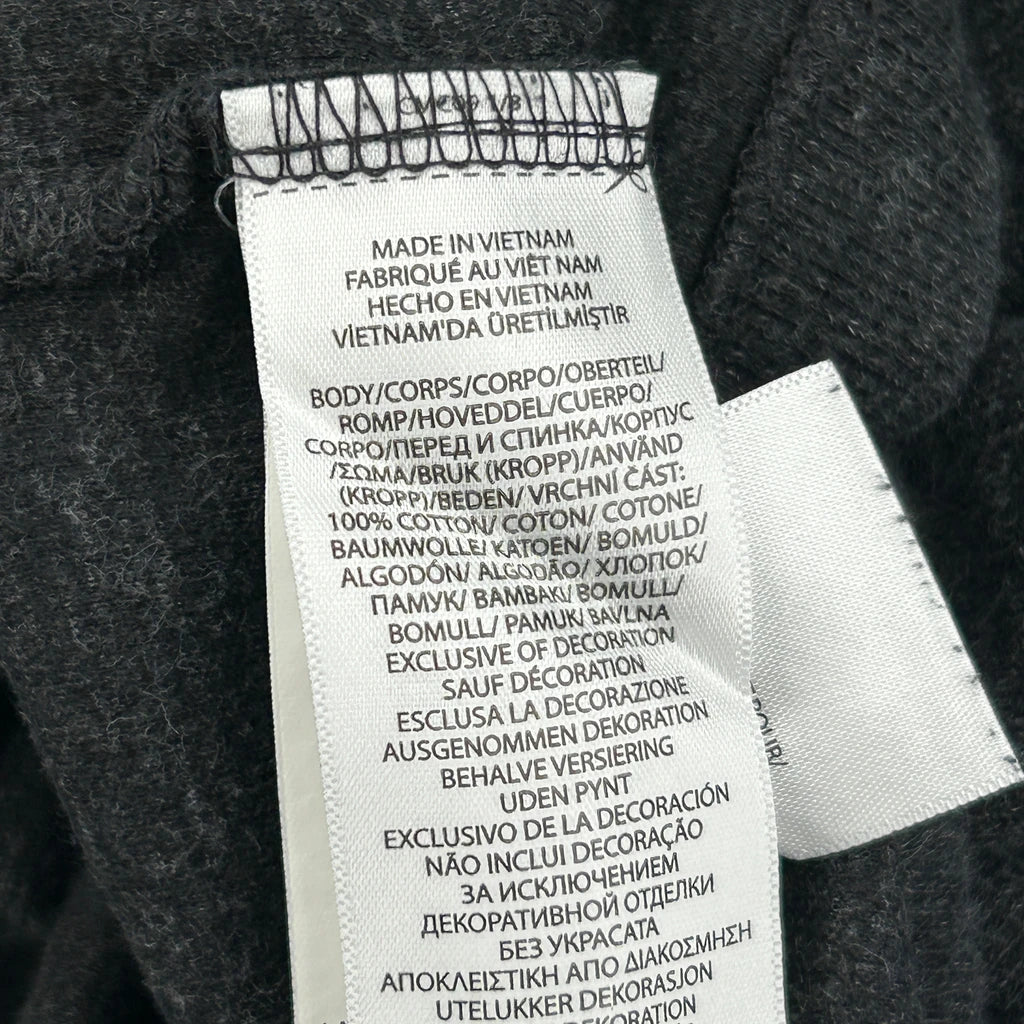 MADE IN VIETNAM
FABRIQUÉ AU VIÊT NAM
HECHO EN VIETNAM
VİETNAM'DA ÜRETİLMİŞTİR
BODY/CORPS/CORPO/OBERTEIL/
ROMP/HOVEDDEL/CUERPO/
CORPO/ПЕРЕД И СПИНКА/КОРПУС
/ΣΩΜΑ/BRUK (KROPP)/ANVÄND
(KROPP)/BEDEN/ VRCHNÍ ČÁST:
100% COTTON/ COTON/ COTONE/
BAUMWOLLE/ KATOEN/ BOMULD/
ALGODÓN/ ALGODÃO/ ХЛОПОК/
ПАМУК/ ΒΑΜΒΑΚΙ/ BOMULL/
BOMULL/ PAMUK/ BAVLNA
EXCLUSIVE OF DECORATION
SAUF DÉCORATION
ESCLUSA LA DECORAZIONE
AUSGENOMMEN DEKORATION
BEHALVE VERSIERING
UDEN PYNT
EXCLUSIVO DE LA DECORACIÓN
NÃO INCLUI DECORAÇÃO
ЗА ИСКЛЮЧЕНИЕМ
ДЕКОРАТИВНОЙ ОТДЕЛКИ
БЕЗ УКРАСАТА
ΑΠΟΚΛΕΙΣΤΙΚΗ ΑΠΟ ΔΙΑΚΟΣΜΗΣΗ
UTELUKKER DEKORASJON